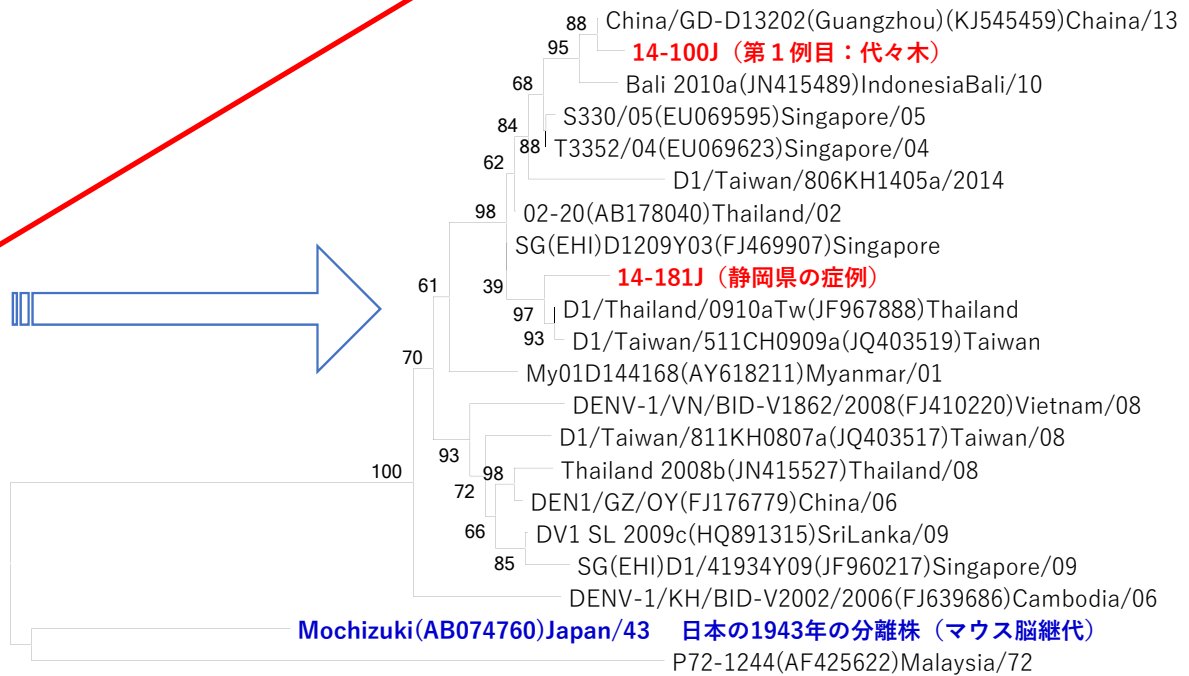 88
China/GD-D13202(Guangzhou)(KJ545459)Chaina/13
95
14-100J（第１例目：代々木）
68
Bali 2010a(JN415489)IndonesiaBali/10
S330/05(EU069595)Singapore/05
84
88
T3352/04(EU069623)Singapore/04
62
D1/Taiwan/806KH1405a/2014
98
02-20(AB178040)Thailand/02
SG(EHI)D1209Y03(FJ469907)Singapore
14-181J（静岡県の症例）
61
39
D1/Thailand/0910aTw(JF967888)Thailand
97
93
D1/Taiwan/511CH0909a(JQ403519)Taiwan
70
My01D144168(AY618211)Myanmar/01
DENV-1/VN/BID-V1862/2008(FJ410220)Vietnam/08
D1/Taiwan/811KH0807a(JQ403517)Taiwan/08
93
100
98
Thailand 2008b(JN415527)Thailand/08
72
DEN1/GZ/OY(FJ176779)China/06
66
DV1 SL 2009c(HQ891315)SriLanka/09
85
SG(EHI)D1/41934Y09(JF960217)Singapore/09
DENV-1/KH/BID-V2002/2006(FJ639686)Cambodia/06
Mochizuki(AB074760)Japan/43　日本の1943年の分離株（マウス脳継代）
P72-1244(AF425622)Malaysia/72